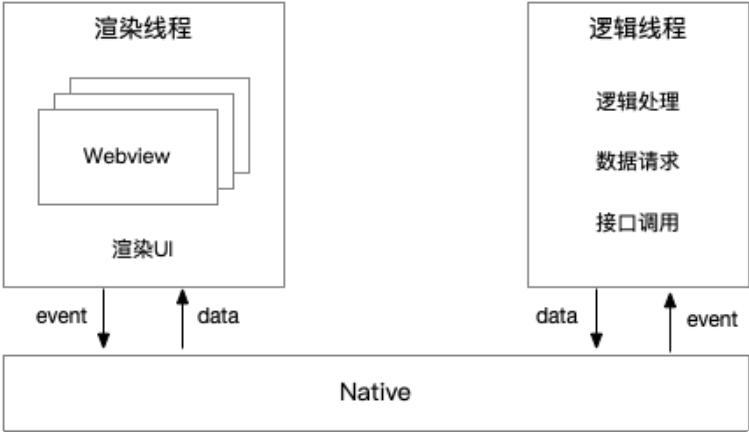 渲染线程
Webview
渲染UI
逻辑线程
逻辑处理
数据请求
接口调用
event
data
data
event
Native